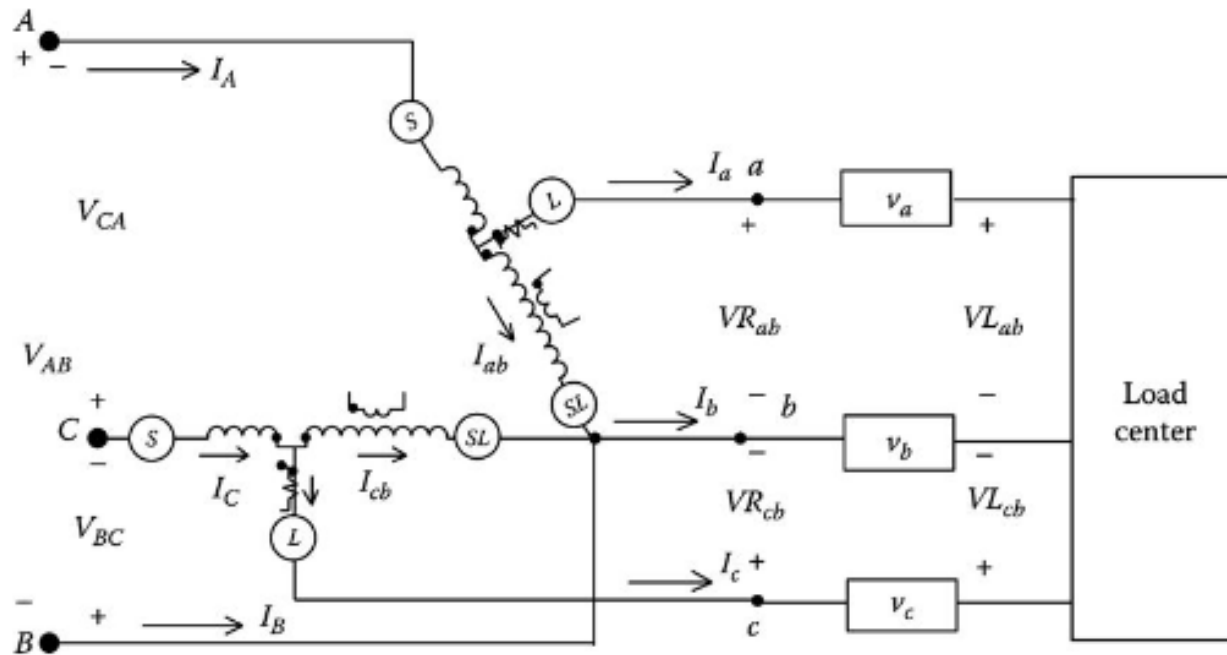 A
+
−
I_A
S
L
I_a a
v_a
+
+
V_CA
VR_ab
VL_ab
V_AB
I_ab
SL
I_b
−
b
−
C
+
−
S
SL
v_b
−
−
Load
center
I_C
I_cb
VR_cb
VL_cb
V_BC
L
I_c
+
+
c
v_c
−
+
B
I_B